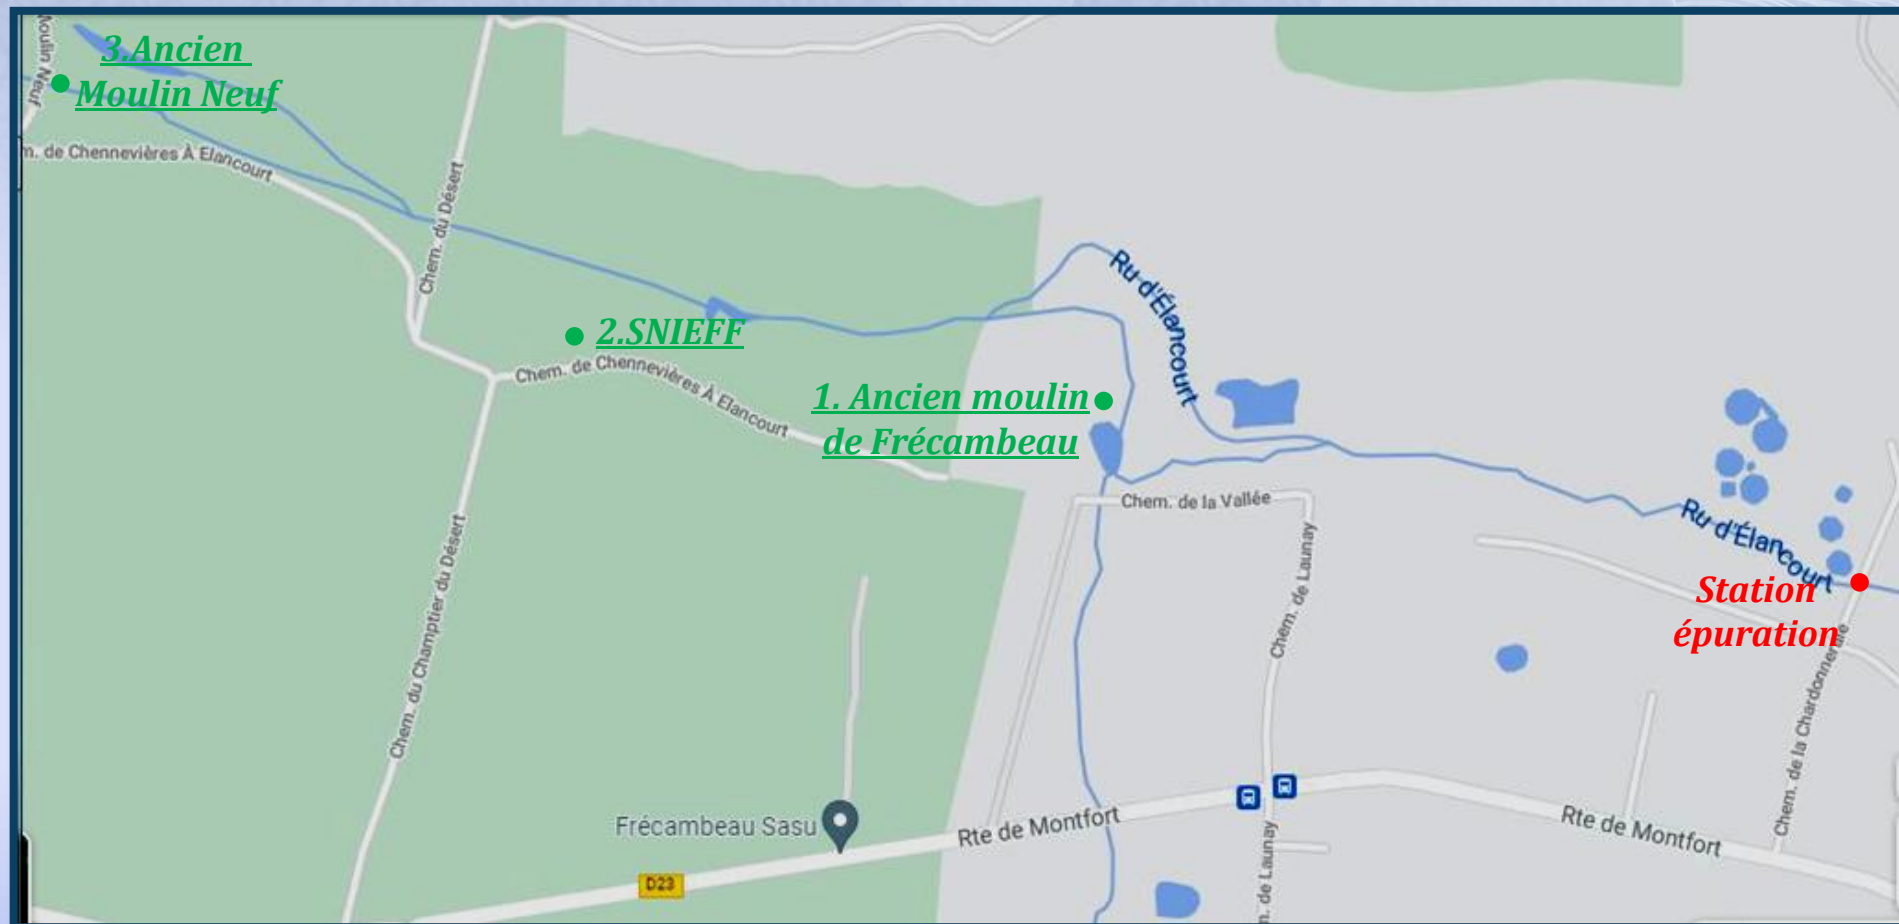 Moulin Neuf
3.Ancien
Moulin Neuf
m. de Chennevières À Elancourt
Chem. du Désert
Ru d'Élancourt
2.SNIEFF
Chem. de Chennevières À Elancourt
1. Ancien moulin
de Frécambeau
Chem. de la Vallée
Chem. de Launay
Ru d'Élancourt
Station
épuration
Chem. du Champtier du Désert
Chem. de la Chardonnerie
Frécambeau Sasu
Rte de Montfort
Rte de Montfort
D23
m. de Launay